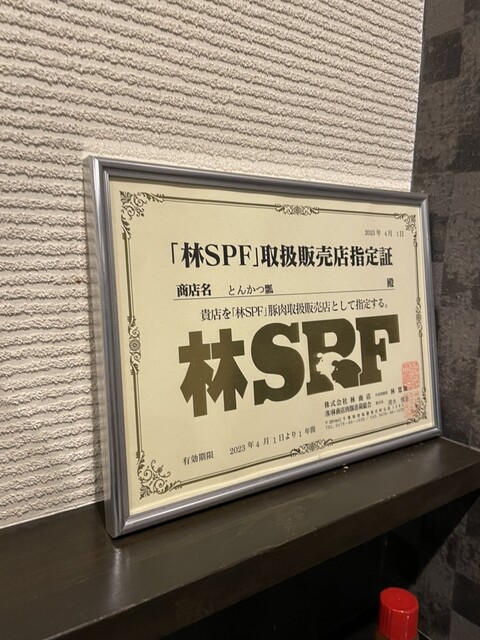 2023 年 4月 1日
「林SPF」取扱販売店指定証
商店名 とんかつ瓢 殿
貴店を「林SPF」豚肉取扱販売店として指定する。
林SPF
株式会社 林商店
有効期限 2023年4月1日より1年間